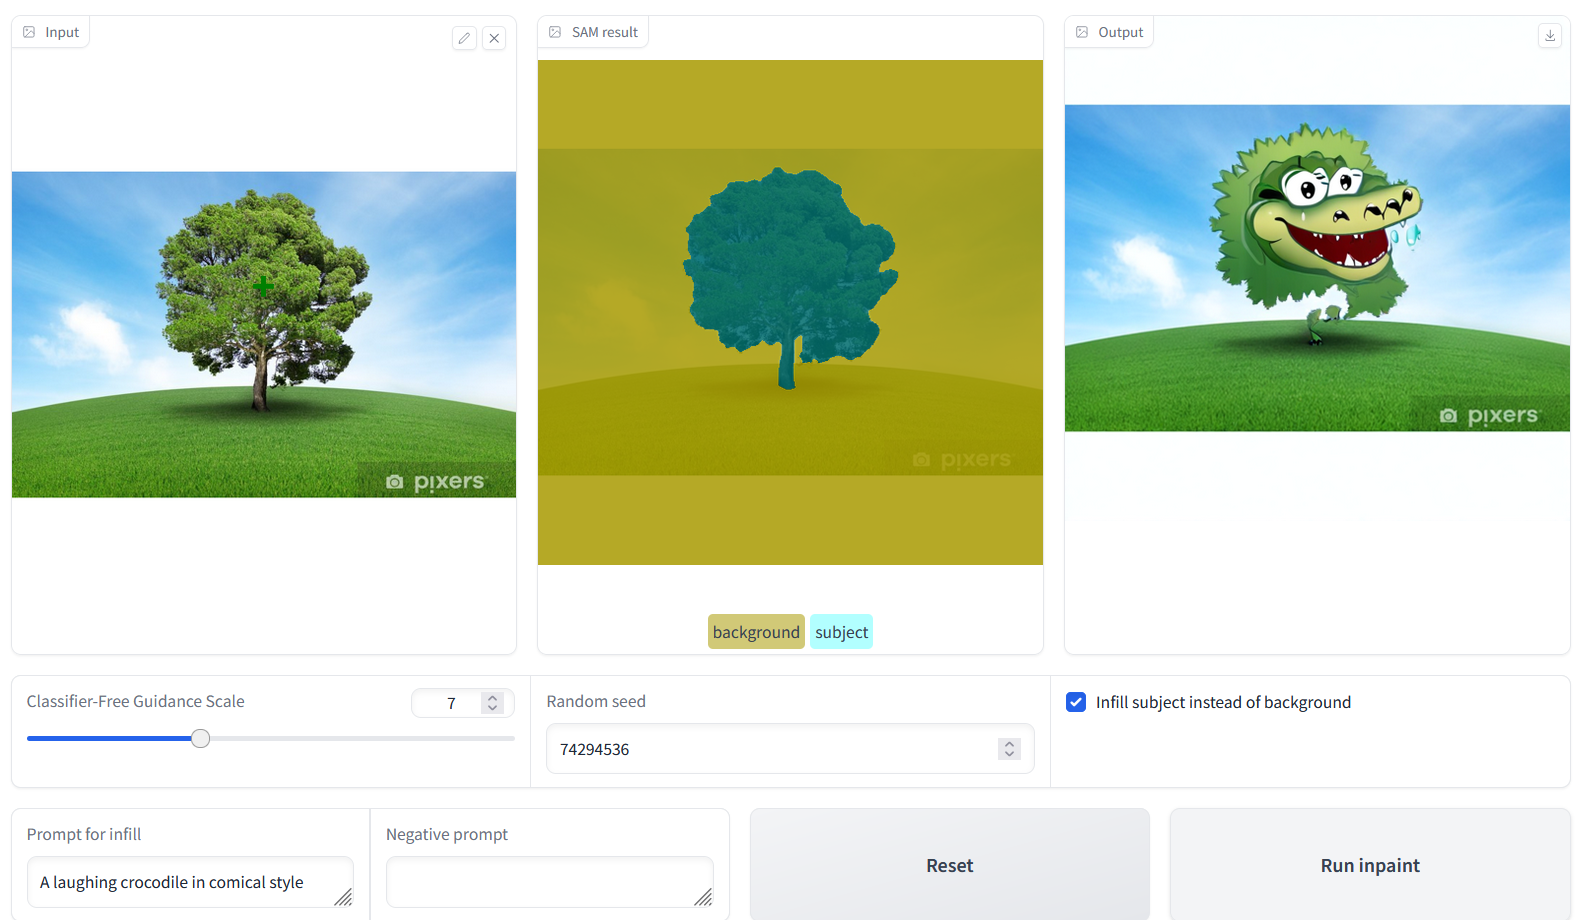 Input
SAM result
Output
pixers
pixers
pixers
background
subject
Classifier-Free Guidance Scale
7
Random seed
74294536
Infill subject instead of background
Prompt for infill
A laughing crocodile in comical style
Negative prompt
Reset
Run inpaint